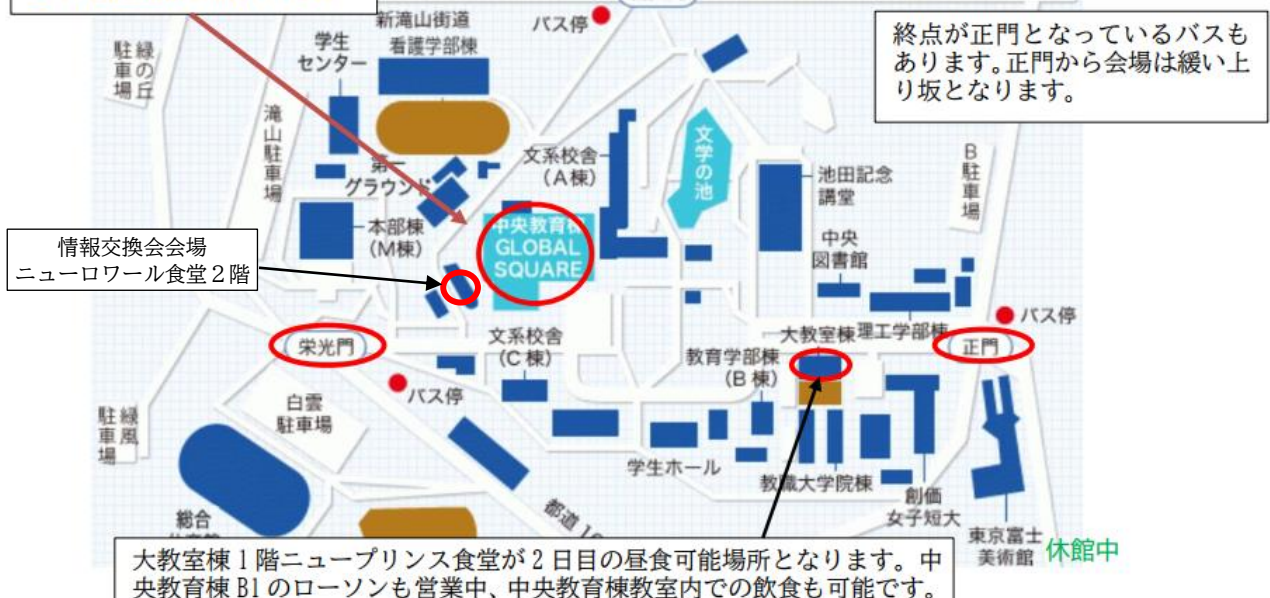 新滝山街道
バス停
終点が正門となっているバスも
あります。正門から会場は緩い上
り坂となります。
緑の丘
駐車場
学生
センター
看護学部棟
滝山駐車場
第一
グラウンド
文系校舎
(A棟)
文学の池
池田記念
講堂
B駐車場
本部棟
(M棟)
中央教育棟
GLOBAL
SQUARE
中央
図書館
情報交換会会場
ニューロワール食堂2階
栄光門
文系校舎
(C棟)
教育学部棟
(B棟)
大教室棟
理工学部棟
正門
バス停
バス停
白雲
駐車場
緑風
駐車場
学生ホール
教職大学院棟
創価
女子短大
東京富士
美術館
休館中
総合
都道16
大教室棟1階ニュープリンス食堂が2日目の昼食可能場所となります。中
央教育棟B1のローソンも営業中、中央教育棟教室内での飲食も可能です。